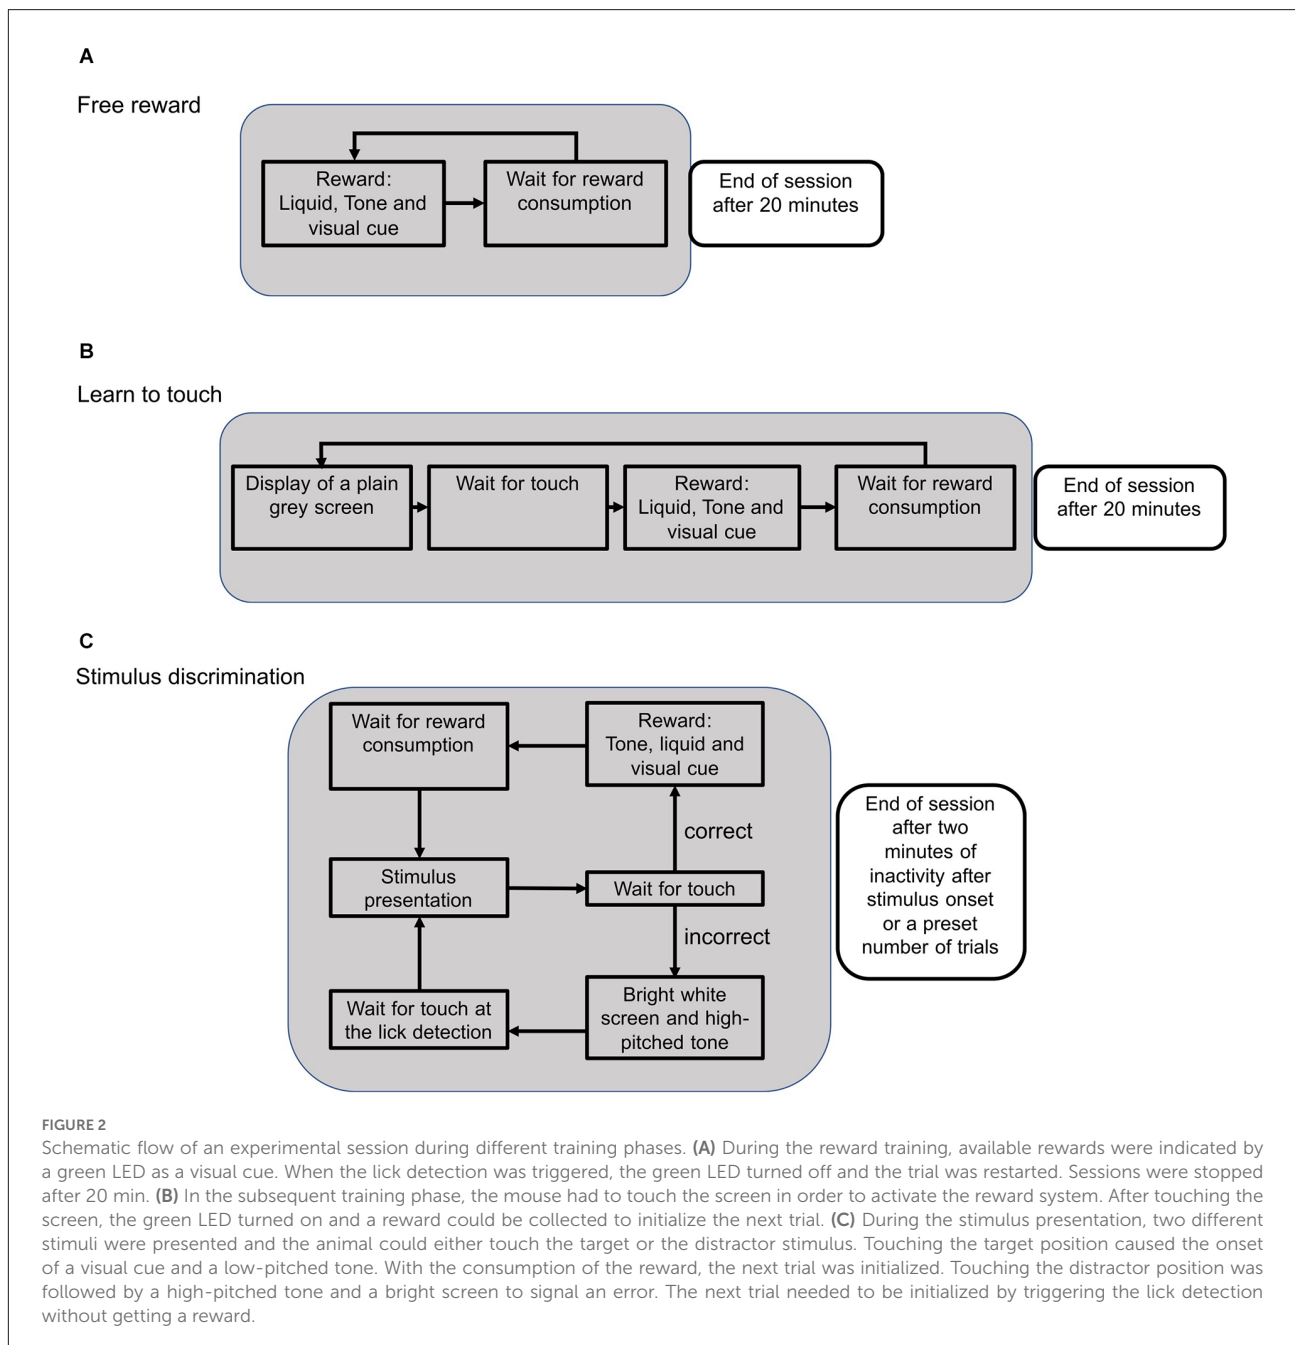 A
Free reward
Reward:
Liquid, Tone and
visual cue
Wait for reward
consumption
End of session
after 20 minutes
B
Learn to touch
Display of a plain
grey screen
Wait for touch
Reward:
Liquid, Tone and
visual cue
Wait for reward
consumption
End of session
after 20 minutes
C
Stimulus discrimination
Wait for reward
consumption
Reward:
Tone, liquid and
visual cue
correct
Stimulus
presentation
Wait for touch
incorrect
Wait for touch at
the lick detection
Bright white
screen and high-
pitched tone
End of session
after two
minutes of
inactivity after
stimulus onset
or a preset
number of trials
FIGURE 2
Schematic flow of an experimental session during different training phases. (A) During the reward training, available rewards were indicated by
a green LED as a visual cue. When the lick detection was triggered, the green LED turned off and the trial was restarted. Sessions were stopped
after 20 min. (B) In the subsequent training phase, the mouse had to touch the screen in order to activate the reward system. After touching the
screen, the green LED turned on and a reward could be collected to initialize the next trial. (C) During the stimulus presentation, two different
stimuli were presented and the animal could either touch the target or the distractor stimulus. Touching the target position caused the onset
of a visual cue and a low-pitched tone. With the consumption of the reward, the next trial was initialized. Touching the distractor position was
followed by a high-pitched tone and a bright screen to signal an error. The next trial needed to be initialized by triggering the lick detection
without getting a reward.